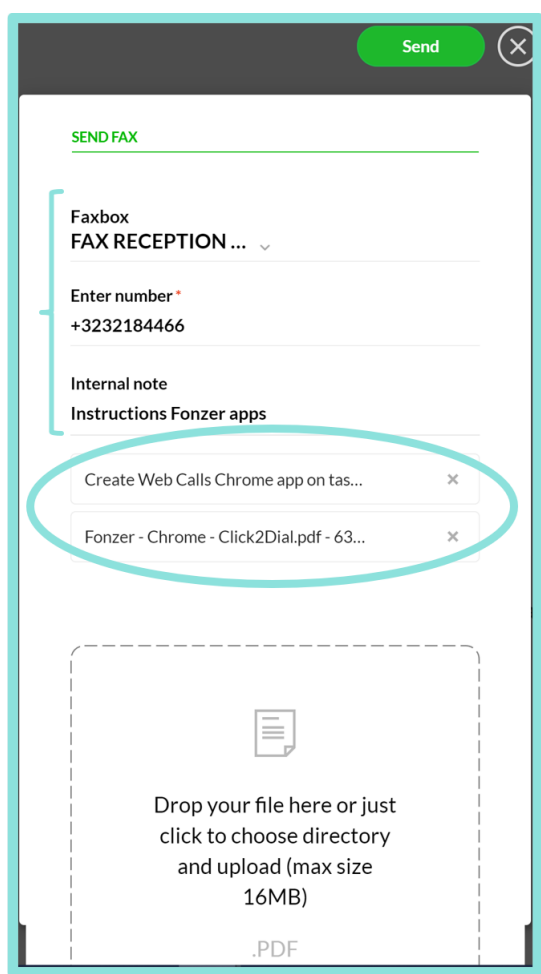 Send
SEND FAX
Faxbox
FAX RECEPTION ...
Enter number *
+3232184466
Internal note
Instructions Fonzer apps
Create Web Calls Chrome app on tas...
Fonzer - Chrome - Click2Dial.pdf - 63...
Drop your file here or just
click to choose directory
and upload (max size
16MB)
.PDF